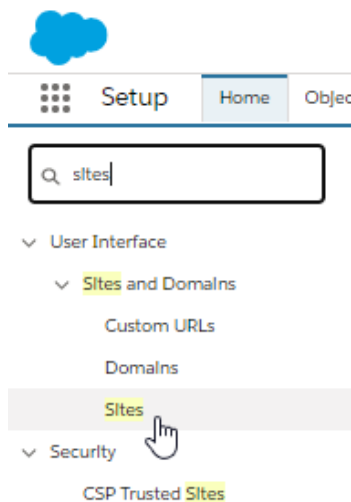 Setup
Home
Objec
sites
User Interface
Sites and Domains
Custom URLs
Domains
Sites
Security
CSP Trusted Sites